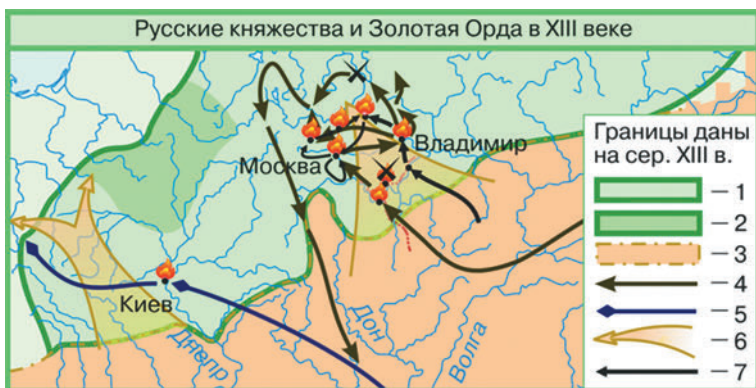 Русские княжества и Золотая Орда в XIII веке
Владимир
Москва
Киев
Днепр
Дон
Волга
Границы даны
на сер. XIII в.
– 1
– 2
– 3
– 4
– 5
– 6
– 7